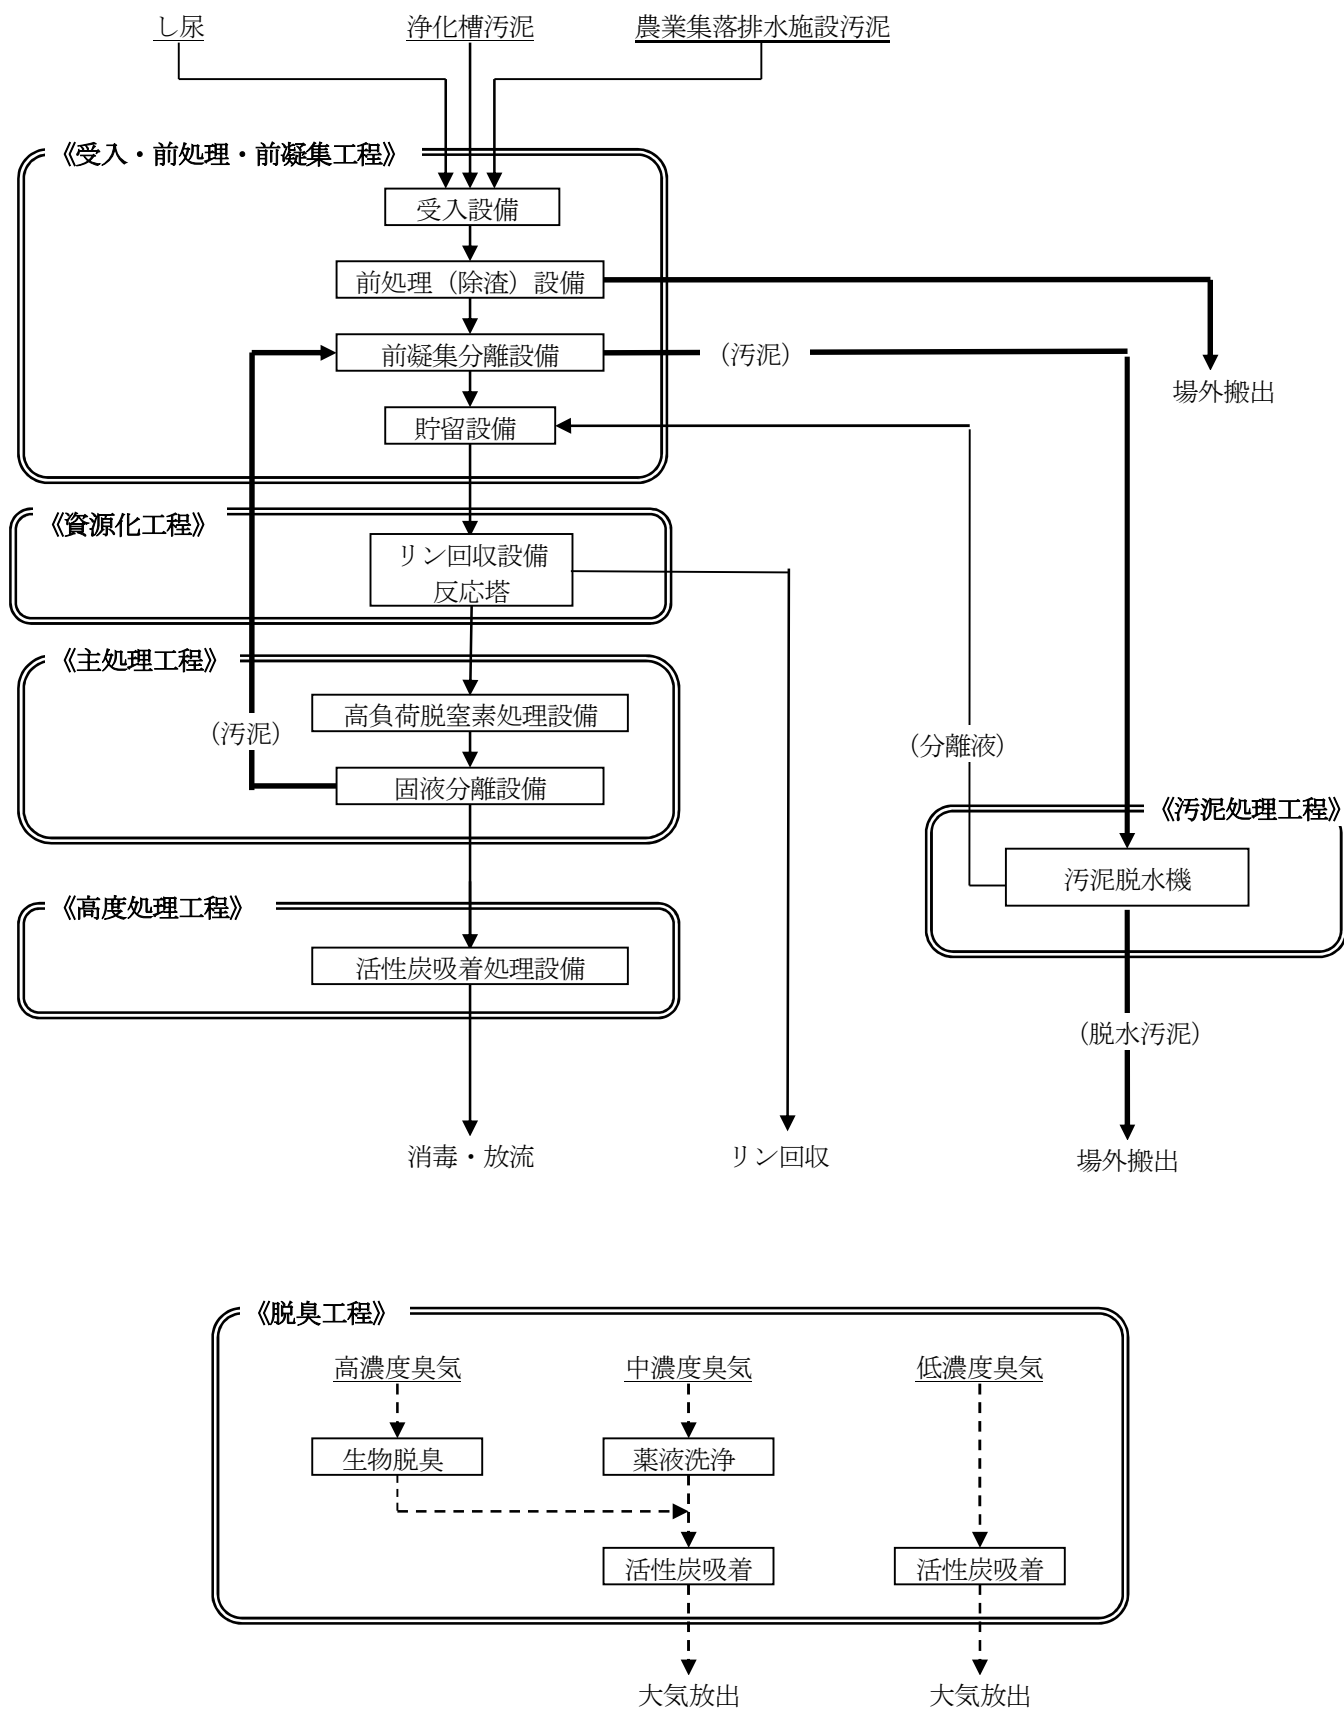 し尿
浄化槽汚泥
農業集落排水施設汚泥
《受入・前処理・前凝集工程》
受入設備
前処理（除渣）設備
前凝集分離設備
（汚泥）
場外搬出
貯留設備
《資源化工程》
リン回収設備
反応塔
《主処理工程》
高負荷脱窒素処理設備
（汚泥）
（分離液）
固液分離設備
《汚泥処理工程》
汚泥脱水機
《高度処理工程》
活性炭吸着処理設備
（脱水汚泥）
消毒・放流
リン回収
場外搬出
《脱臭工程》
高濃度臭気
中濃度臭気
低濃度臭気
生物脱臭
薬液洗浄
活性炭吸着
活性炭吸着
大気放出
大気放出